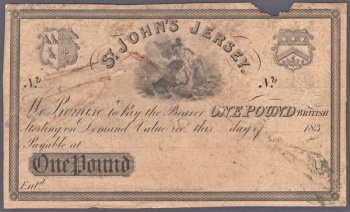 ST. JOHN'S JERSEY.
No No
We Promise to Pay the Bearer ONE POUND BRITISH
Sterling on Demand Value recd. this day of 183
Payable at
One Pound
Entd.